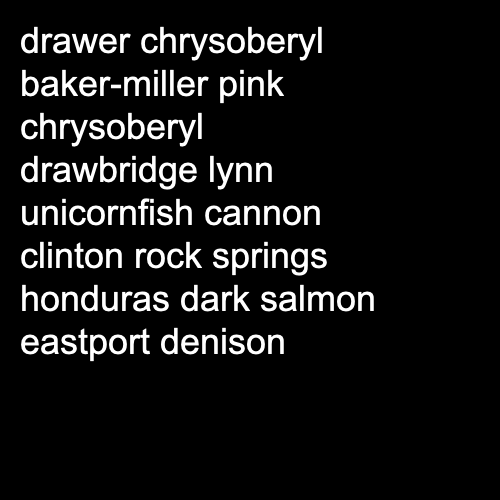 drawer chrysoberyl
baker-miller pink
chrysoberyl
drawbridge lynn
unicornfish cannon
clinton rock springs
honduras dark salmon
eastport denison